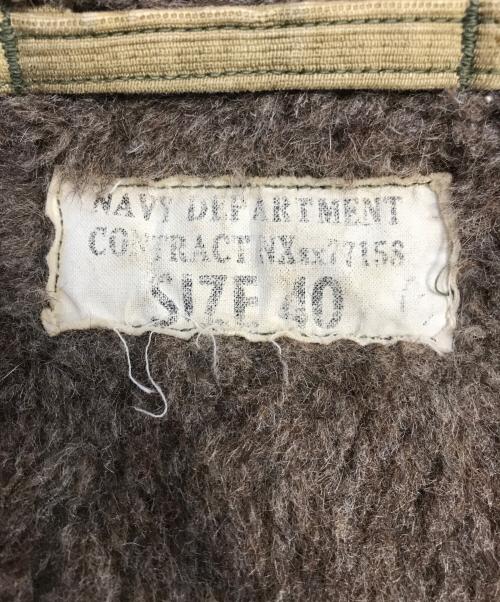 NAVY DEPARTMENT
CONTRACT NXsx77158
SIZE 40